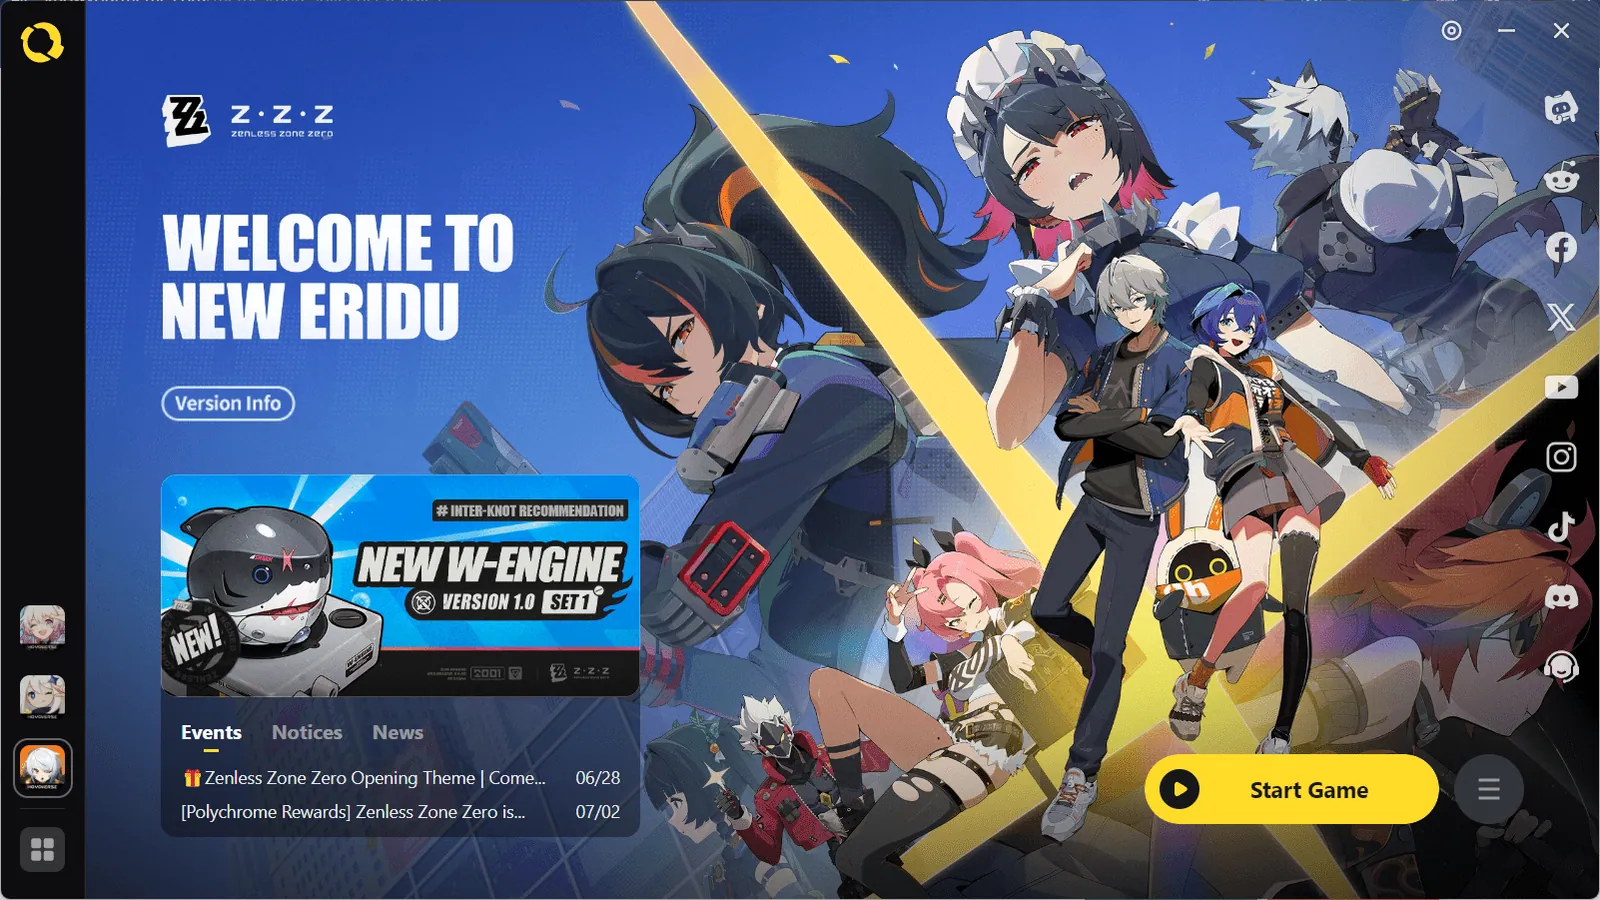 Z·Z·Z
ZENLESS ZONE ZERO
WELCOME TO
NEW ERIDU
Version Info
# INTER-KNOT RECOMMENDATION
NEW W-ENGINE
VERSION 1.0 SET 1
NEW!
W-ENGINE
Z·Z·Z
Events Notices News
Zenless Zone Zero Opening Theme | Come... 06/28
[Polychrome Rewards] Zenless Zone Zero is... 07/02
Start Game